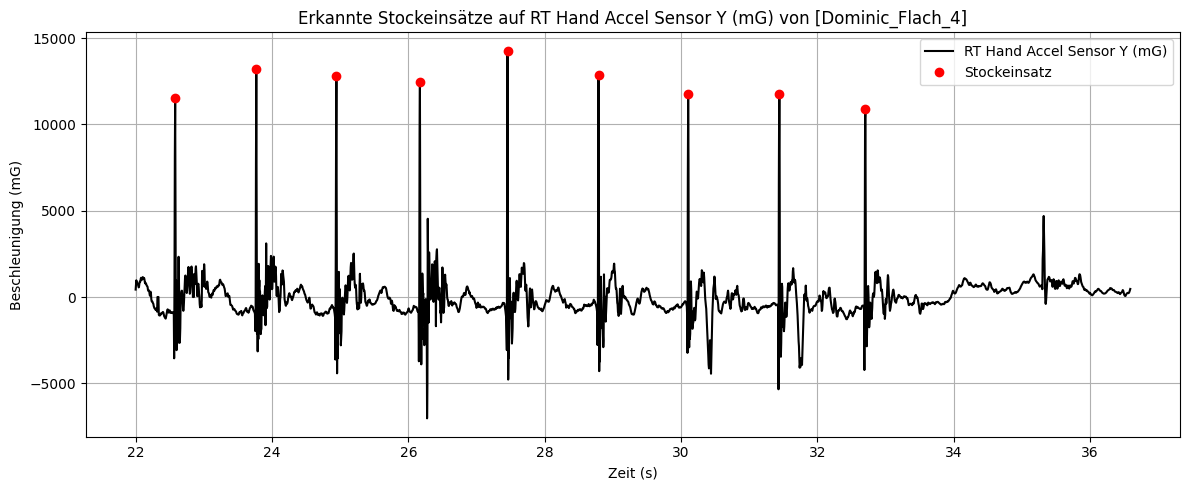 Erkannte Stockeinsätze auf RT Hand Accel Sensor Y (mG) von [Dominic_Flach_4]
RT Hand Accel Sensor Y (mG)
Stockeinsatz
Beschleunigung (mG)
15000
10000
5000
0
−5000
22 24 26 28 30 32 34 36
Zeit (s)